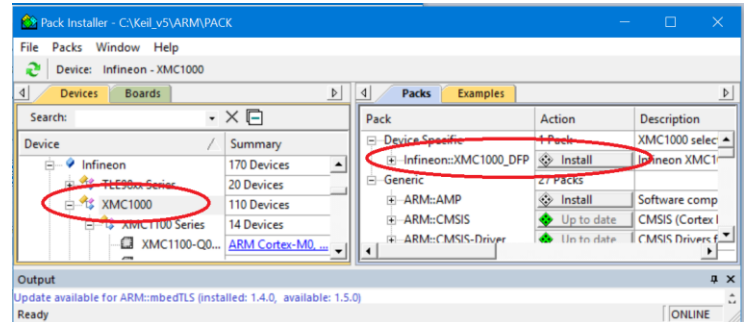 Pack Installer - C:\Keil_v5\ARM\PACK
File Packs Window Help
Device: Infineon - XMC1000
Devices Boards
Search:
Device Summary
Infineon 170 Devices
TLE98xx Series 20 Devices
XMC1000 110 Devices
XMC1100 Series 14 Devices
XMC1100-Q0... ARM Cortex-M0, ...
Packs Examples
Pack Action Description
Device Specific 1 Pack XMC1000 selec
Infineon::XMC1000_DFP Install Infineon XMC1
Generic 27 Packs
ARM::AMP Install Software comp
ARM::CMSIS Up to date CMSIS (Cortex
ARM::CMSIS-Driver Up to date CMSIS Drivers f
Output
Update available for ARM::mbedTLS (installed: 1.4.0, available: 1.5.0)
Ready ONLINE